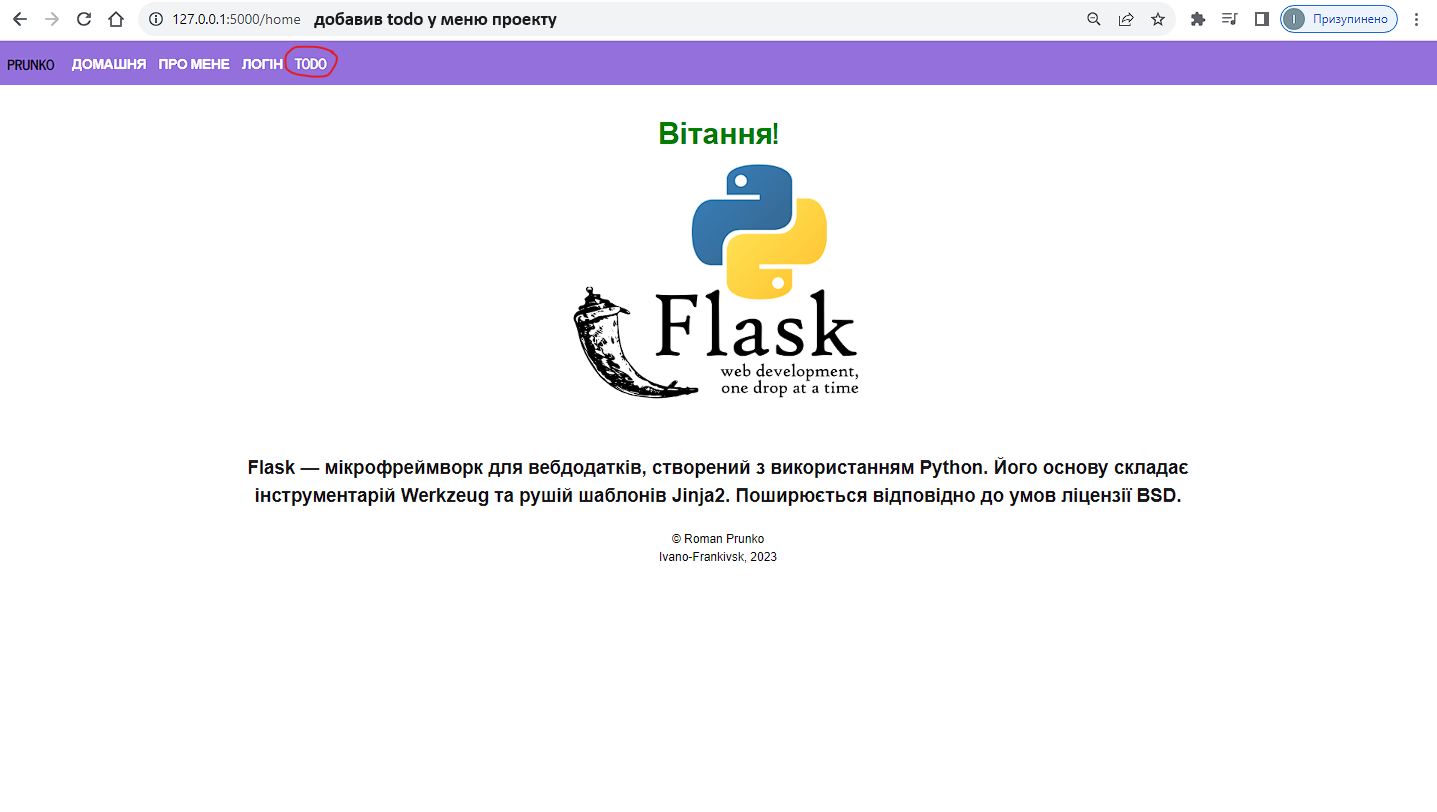 127.0.0.1:5000/home добавив todo у меню проекту
І Призупинено
PRUNKO ДОМАШНЯ ПРО МЕНЕ ЛОГІН TODO
Вітання!
Flask
web development,
one drop at a time
Flask — мікрофреймворк для вебдодатків, створений з використанням Python. Його основу складає
інструментарій Werkzeug та рушій шаблонів Jinja2. Поширюється відповідно до умов ліцензії BSD.
© Roman Prunko
Ivano-Frankivsk, 2023